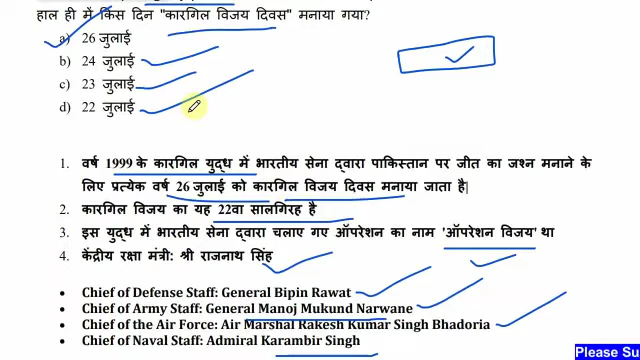 हाल ही में किस दिन "कारगिल विजय दिवस" मनाया गया?
a) 26 जुलाई
b) 24 जुलाई
c) 23 जुलाई
d) 22 जुलाई
1. वर्ष 1999 के कारगिल युद्ध में भारतीय सेना द्वारा पाकिस्तान पर जीत का जश्न मनाने के
लिए प्रत्येक वर्ष 26 जुलाई को कारगिल विजय दिवस मनाया जाता है|
2. कारगिल विजय का यह 22वा सालगिरह है
3. इस युद्ध में भारतीय सेना द्वारा चलाए गए ऑपरेशन का नाम 'ऑपरेशन विजय' था
4. केंद्रीय रक्षा मंत्री: श्री राजनाथ सिंह
• Chief of Defense Staff: General Bipin Rawat
• Chief of Army Staff: General Manoj Mukund Narwane
• Chief of the Air Force: Air Marshal Rakesh Kumar Singh Bhadoria
• Chief of Naval Staff: Admiral Karambir Singh
Please Su